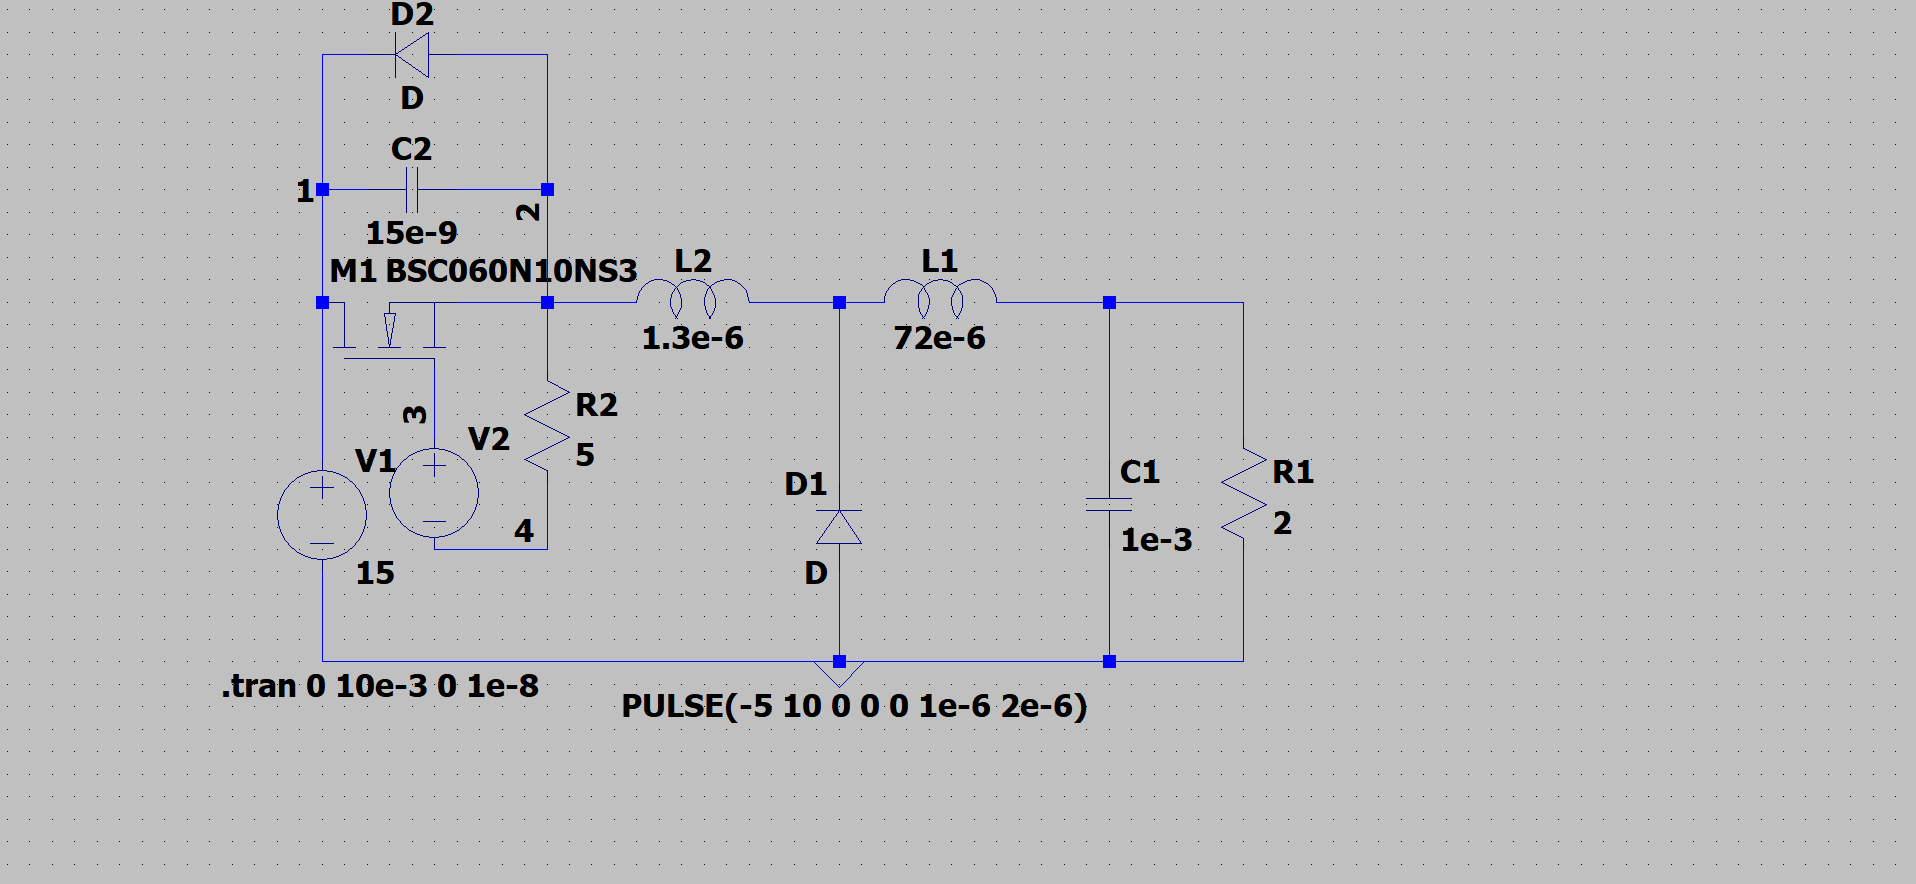 D2
D
C2
1
2
15e-9
M1 BSC060N10NS3
L2
L1
1.3e-6
72e-6
3
R2
5
V2
V1
4
15
D1
D
C1
1e-3
R1
2
.tran 0 10e-3 0 1e-8
PULSE(-5 10 0 0 0 1e-6 2e-6)